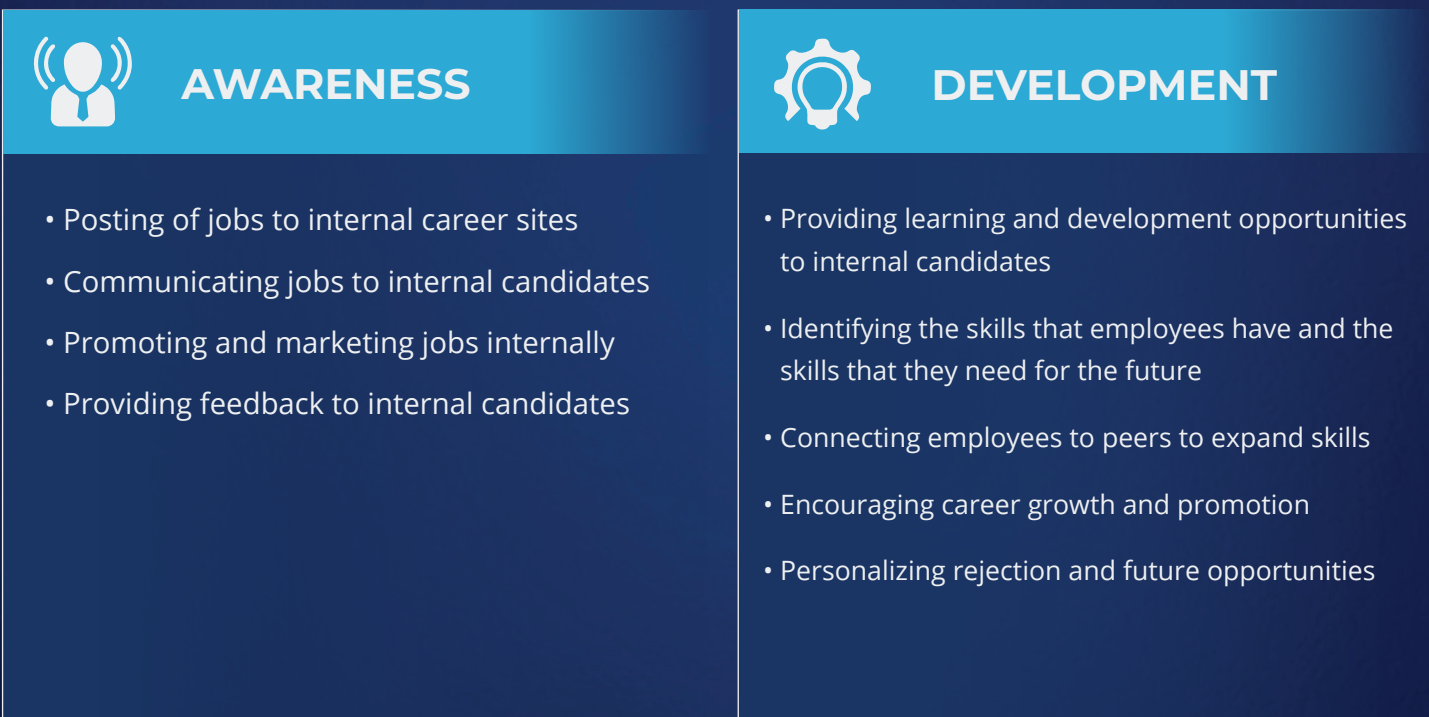 AWARENESS
• Posting of jobs to internal career sites
• Communicating jobs to internal candidates
• Promoting and marketing jobs internally
• Providing feedback to internal candidates
DEVELOPMENT
• Providing learning and development opportunities
to internal candidates
• Identifying the skills that employees have and the
skills that they need for the future
• Connecting employees to peers to expand skills
• Encouraging career growth and promotion
• Personalizing rejection and future opportunities